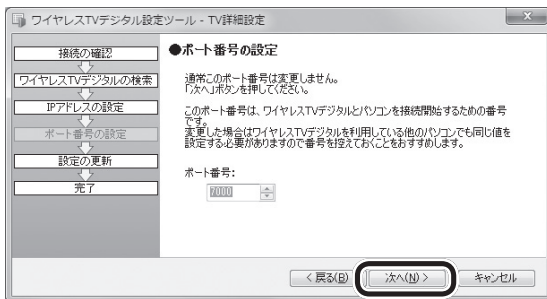 ワイヤレスTVデジタル設定ツール - TV詳細設定
接続の確認
ワイヤレスTVデジタルの検索
IPアドレスの設定
ポート番号の設定
設定の更新
完了
●ポート番号の設定
通常このポート番号は変更しません。
「次へ」ボタンを押してください。
このポート番号は、ワイヤレスTVデジタルとパソコンを接続開始するための番号
です。
変更した場合はワイヤレスTVデジタルを利用している他のパソコンでも同じ値を
設定する必要がありますので番号を控えておくことをおすすめします。
ポート番号:
7000
< 戻る(B)
次へ(N) >
キャンセル